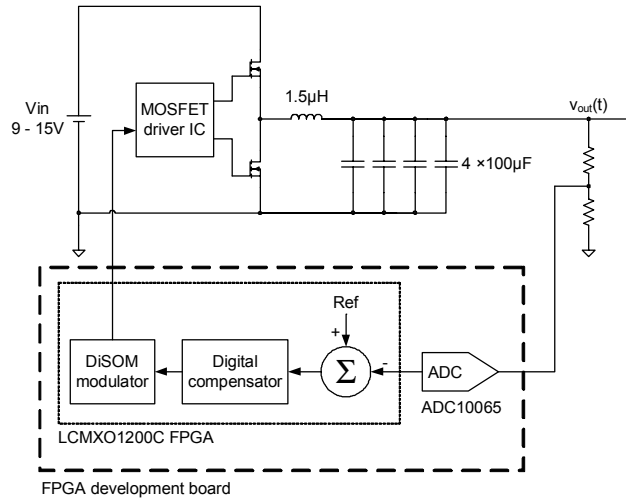 Vin
9 - 15V
MOSFET
driver IC
1.5µH
v_out(t)
4 ×100µF
Ref
+
-
DiSOM
modulator
Digital
compensator
Σ
ADC
ADC10065
LCMXO1200C FPGA
FPGA development board